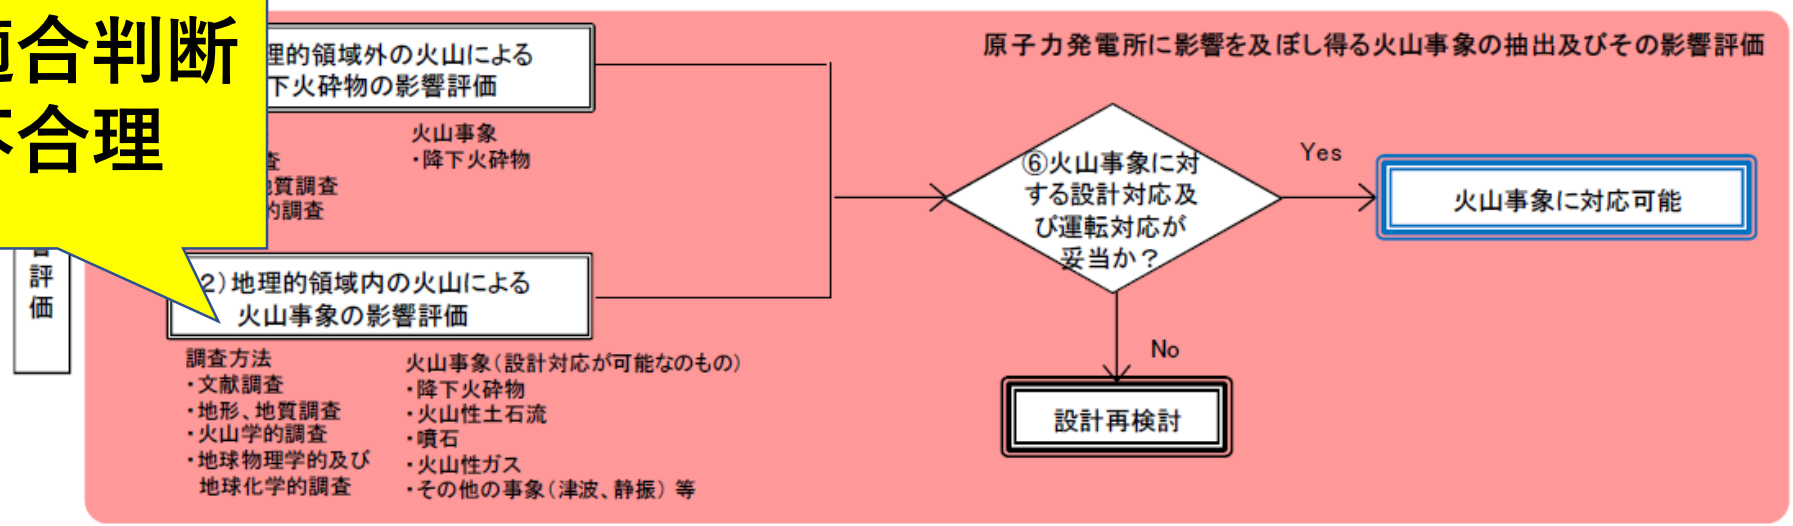 適合判断
不合理
理的領域外の火山による
下火砕物の影響評価
原子力発電所に影響を及ぼし得る火山事象の抽出及びその影響評価
火山事象
・降下火砕物
査
質調査
的調査
⑥火山事象に対
する設計対応及
び運転対応が
妥当か？
Yes
火山事象に対応可能
評
価
2）地理的領域内の火山による
火山事象の影響評価
No
設計再検討
調査方法
・文献調査
・地形、地質調査
・火山学的調査
・地球物理学的及び
地球化学的調査
火山事象（設計対応が可能なのもの）
・降下火砕物
・火山性土石流
・噴石
・火山性ガス
・その他の事象（津波、静振）等